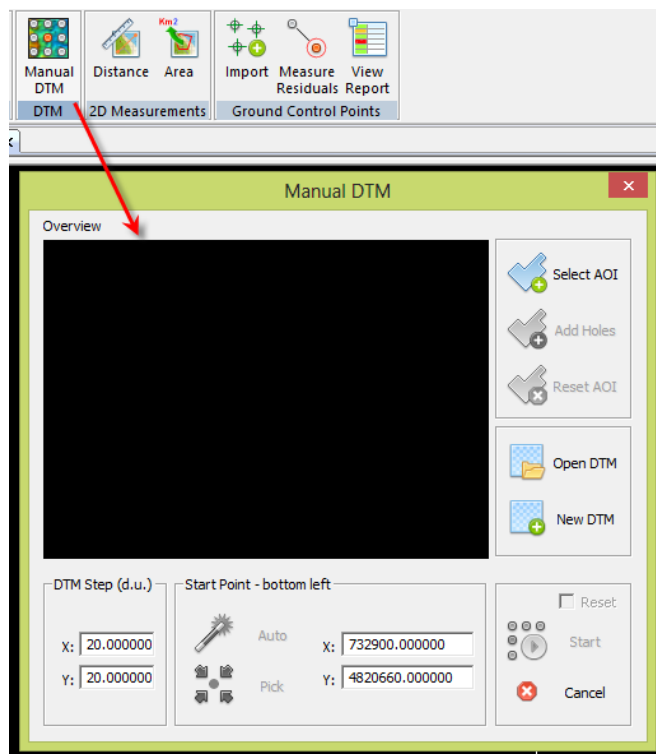 Km2
Manual DTM
Distance
Area
Import
Measure Residuals
View Report
DTM
2D Measurements
Ground Control Points
Manual DTM
Overview
Select AOI
Add Holes
Reset AOI
Open DTM
New DTM
DTM Step (d.u.)
X: 20.000000
Y: 20.000000
Start Point - bottom left
Auto
Pick
X: 732900.000000
Y: 4820660.000000
Reset
Start
Cancel